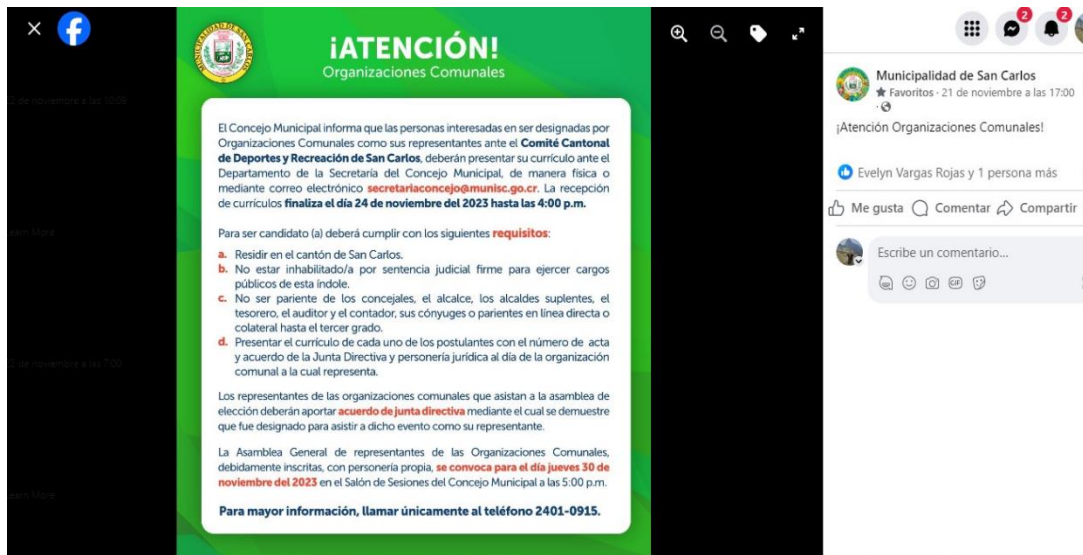 MUNICIPALIDAD DE SAN CARLOS
¡ATENCIÓN!
Organizaciones Comunales
El Concejo Municipal informa que las personas interesadas en ser designadas por
Organizaciones Comunales como sus representantes ante el Comité Cantonal
de Deportes y Recreación de San Carlos, deberán presentar su currículo ante el
Departamento de la Secretaría del Concejo Municipal, de manera física o
mediante correo electrónico secretariaconcejo@munisc.go.cr. La recepción
de currículos finaliza el día 24 de noviembre del 2023 hasta las 4:00 p.m.
Para ser candidato (a) deberá cumplir con los siguientes requisitos:
a. Residir en el cantón de San Carlos.
b. No estar inhabilitado/a por sentencia judicial firme para ejercer cargos
públicos de esta índole.
c. No ser pariente de los concejales, el alcalce, los alcaldes suplentes, el
tesorero, el auditor y el contador, sus cónyuges o parientes en línea directa o
colateral hasta el tercer grado.
d. Presentar el currículo de cada uno de los postulantes con el número de acta
y acuerdo de la Junta Directiva y personería jurídica al día de la organización
comunal a la cual representa.
Los representantes de las organizaciones comunales que asistan a la asamblea de
elección deberán aportar acuerdo de junta directiva mediante el cual se demuestre
que fue designado para asistir a dicho evento como su representante.
La Asamblea General de representantes de las Organizaciones Comunales,
debidamente inscritas, con personería propia, se convoca para el día jueves 30 de
noviembre del 2023 en el Salón de Sesiones del Concejo Municipal a las 5:00 p.m.
Para mayor información, llamar únicamente al teléfono 2401-0915.
2
2
Municipalidad de San Carlos
Favoritos · 21 de noviembre a las 17:00
¡Atención Organizaciones Comunales!
Evelyn Vargas Rojas y 1 persona más
Me gusta Comentar Compartir
Escribe un comentario...
GIF